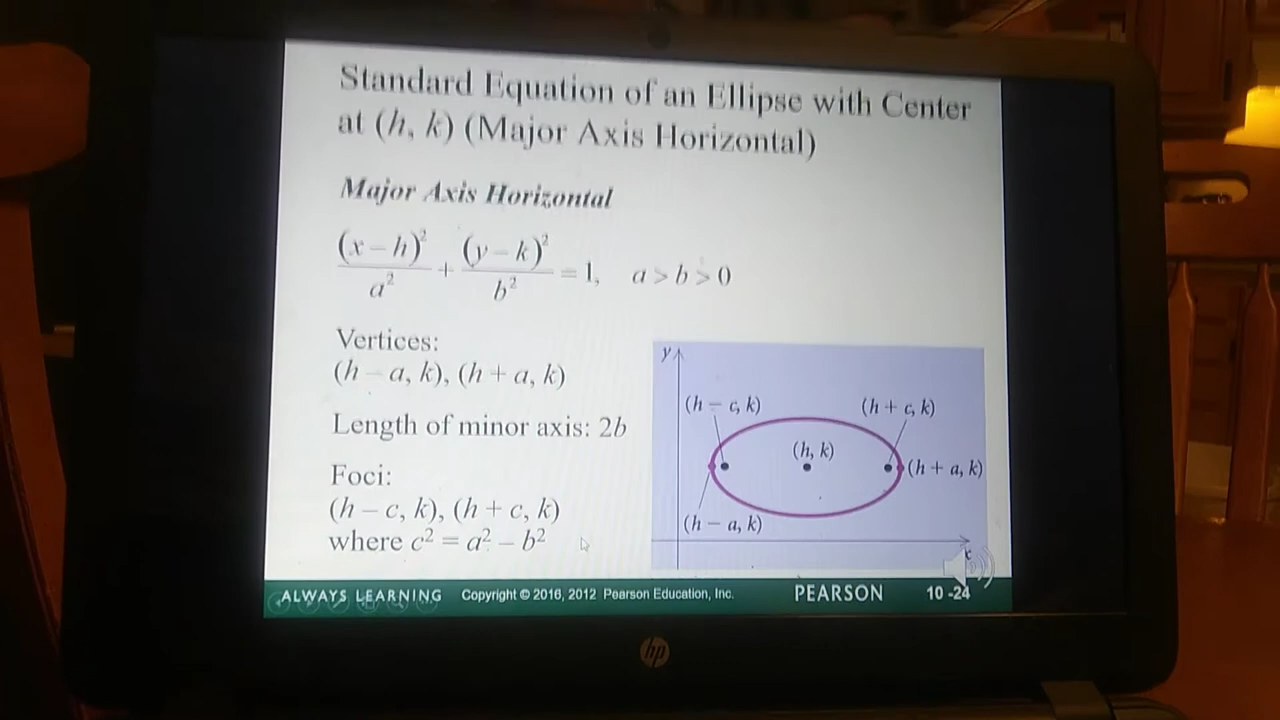 Standard Equation of an Ellipse with Center
at (h, k) (Major Axis Horizontal)
Major Axis Horizontal
(x – h)²/a² + (y – k)²/b² = 1, a > b > 0
Vertices:
(h – a, k), (h + a, k)
Length of minor axis: 2b
Foci:
(h – c, k), (h + c, k)
where c² = a² – b²
y
(h – c, k) (h + c, k)
(h, k)
(h + a, k)
(h – a, k)
x
ALWAYS LEARNING Copyright © 2016, 2012 Pearson Education, Inc. PEARSON 10 -24
hp